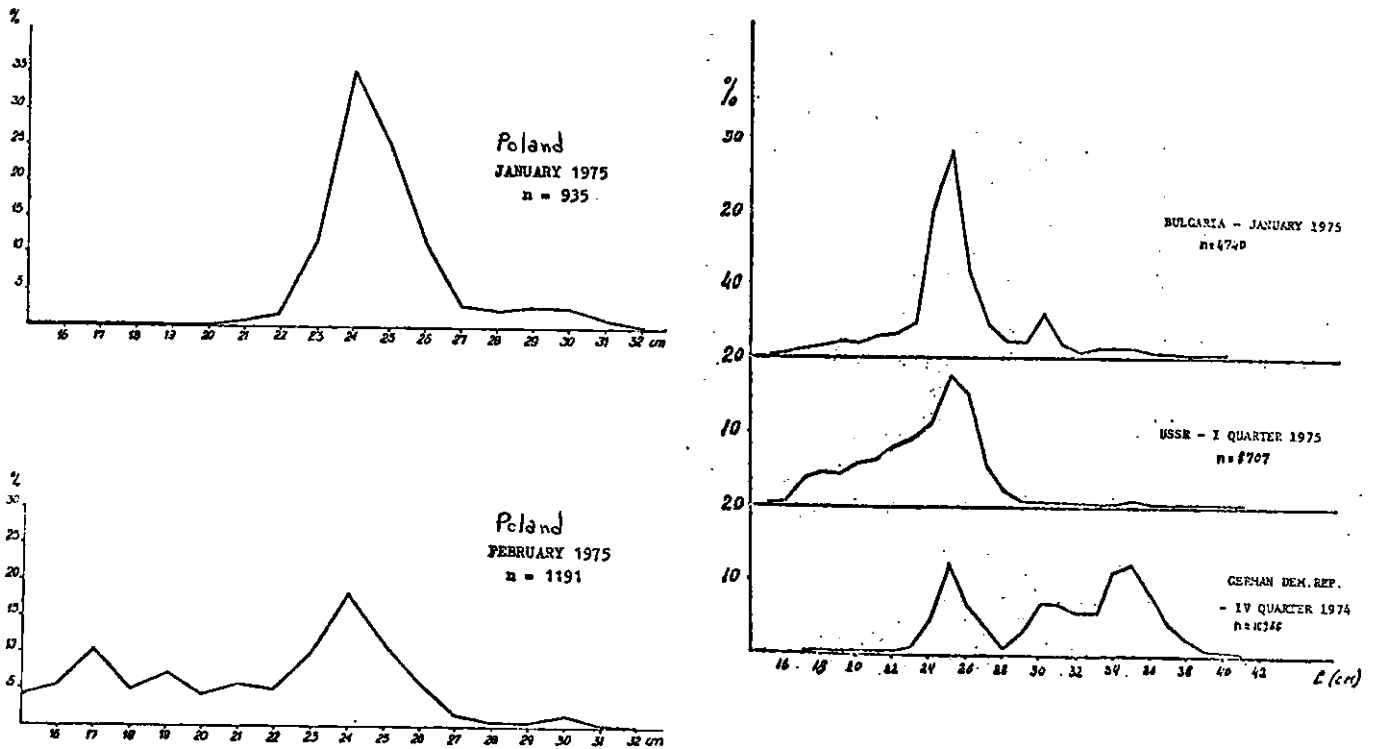 %
35
30
25
20
15
10
5
16 17 18 19 20 21 22 23 24 25 26 27 28 29 30 31 32 cm
Poland
JANUARY 1975
n = 935
%
30
25
20
15
10
5
16 17 18 19 20 21 22 23 24 25 26 27 28 29 30 31 32 cm
Poland
FEBRUARY 1975
n = 1191
%
30
20
40
20
BULGARIA - JANUARY 1975
10
20
USSR - I QUARTER 1975
10
GERMAN DEM. REP.
- IV QUARTER 1974
16 18 20 22 24 26 28 30 32 34 36 38 40 42
L (cm)